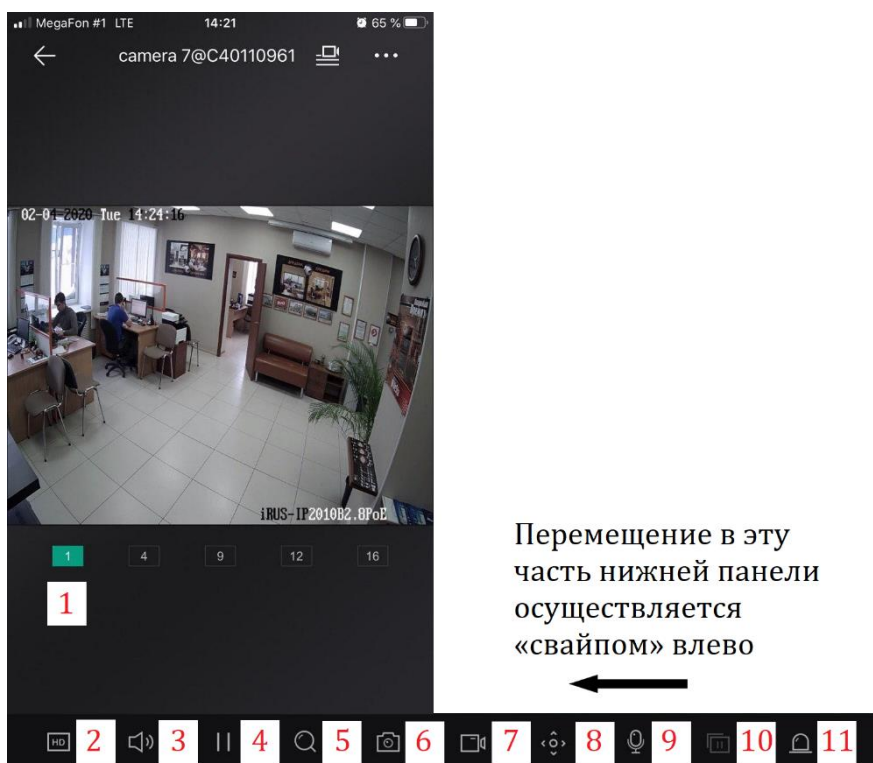 MegaFon #1 LTE 14:21 65 %
camera 7@C40110961
02-04-2020 Tue 14:24:16
iRUS-IP2010B2.8PoE
1 4 9 12 16
1
Перемещение в эту
часть нижней панели
осуществляется
«свайпом» влево
HD 2 3 4 5 6 7 8 9 10 11